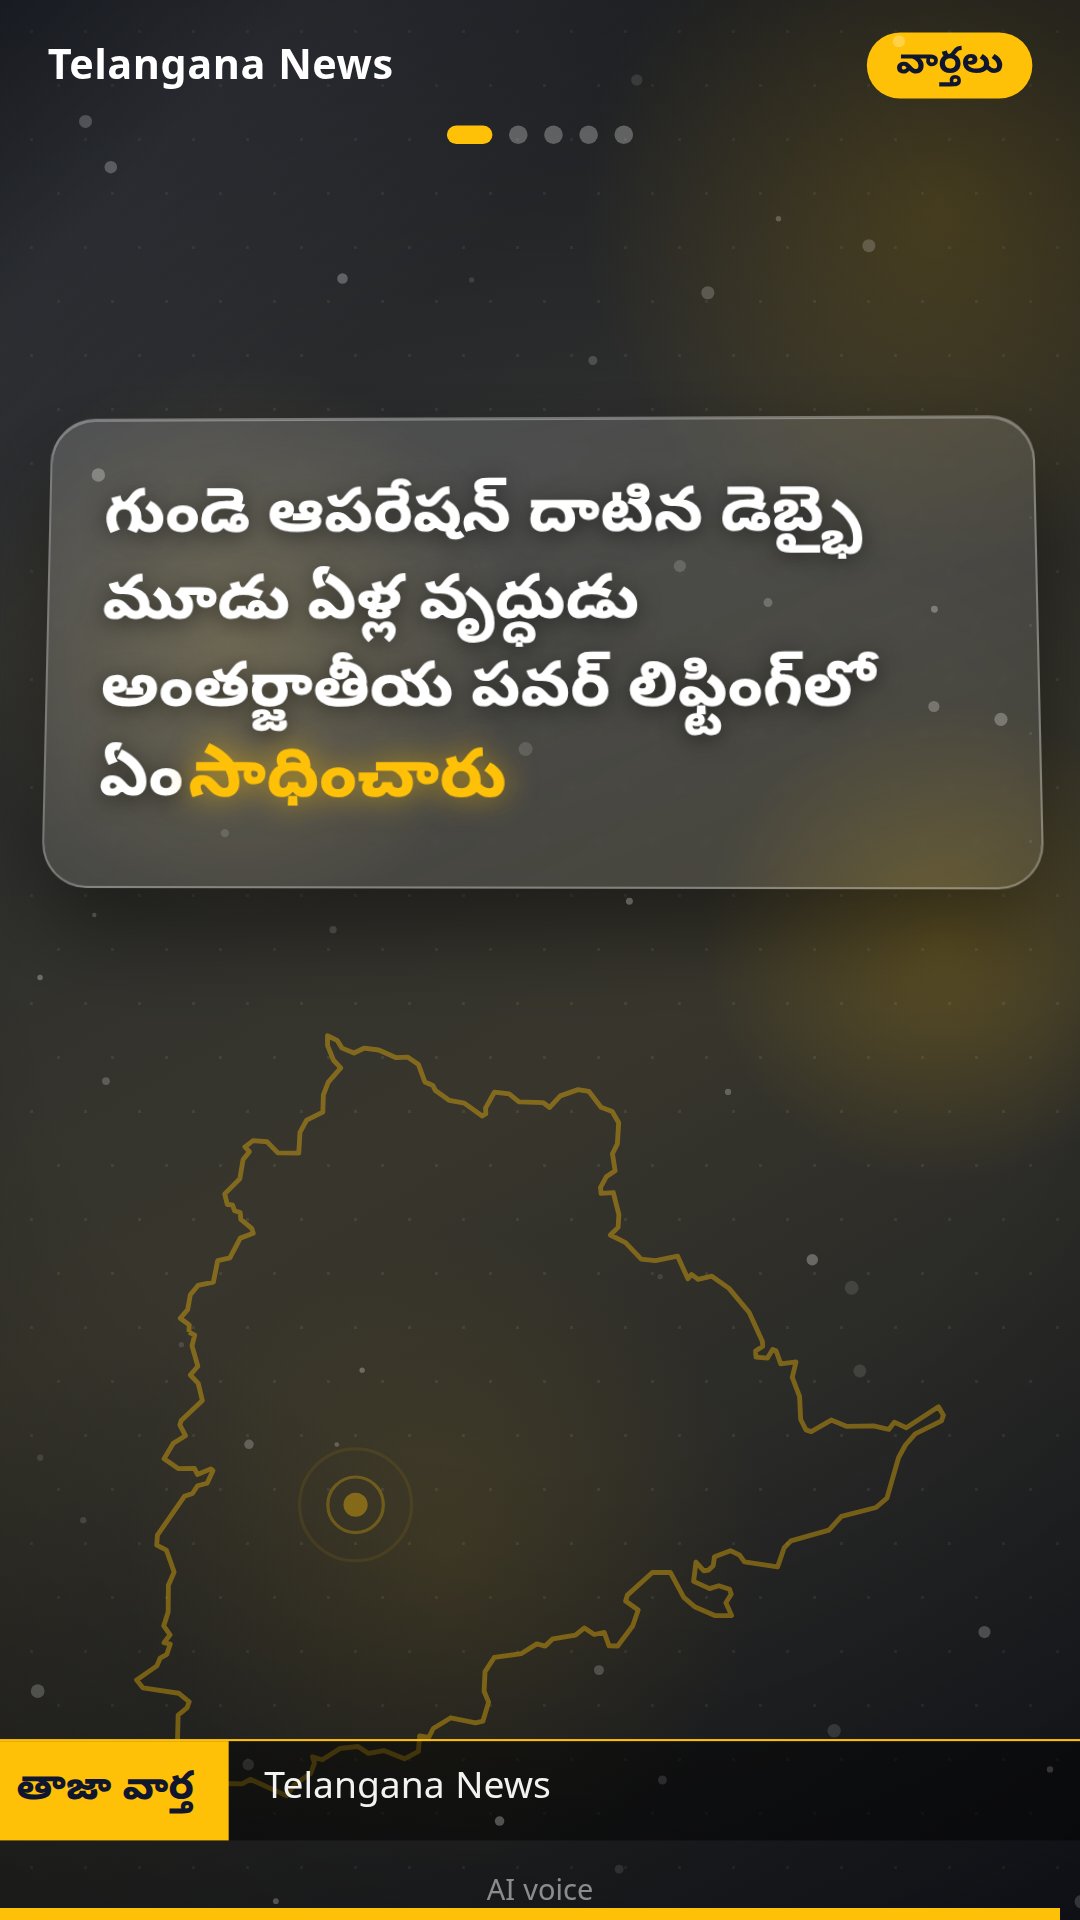 Telangana News
వార్తలు
గుండె ఆపరేషన్ దాటిన డెబ్భై
మూడు ఏళ్ల వృద్ధుడు
అంతర్జాతీయ పవర్ లిఫ్టింగ్‌లో
ఏం సాధించారు
తాజా వార్త
Telangana News
AI voice